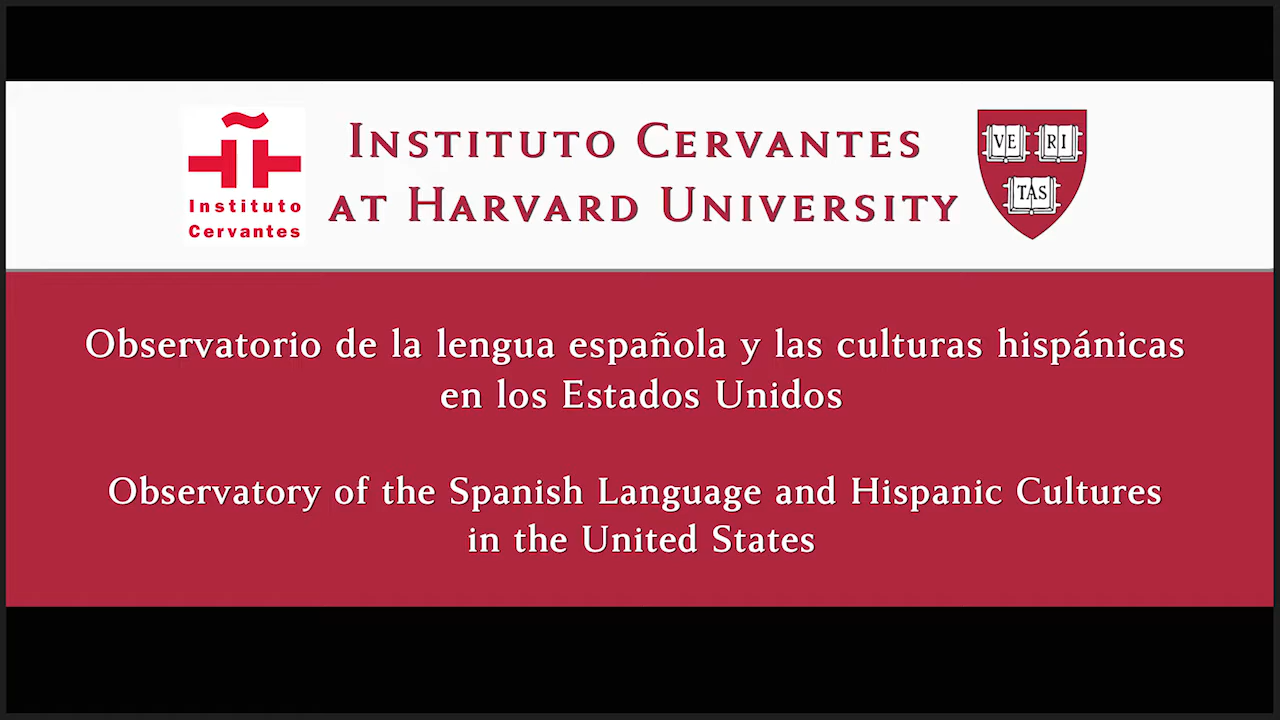 Instituto
Cervantes
INSTITUTO CERVANTES
AT HARVARD UNIVERSITY
VE RI
TAS
Observatorio de la lengua española y las culturas hispánicas
en los Estados Unidos
Observatory of the Spanish Language and Hispanic Cultures
in the United States